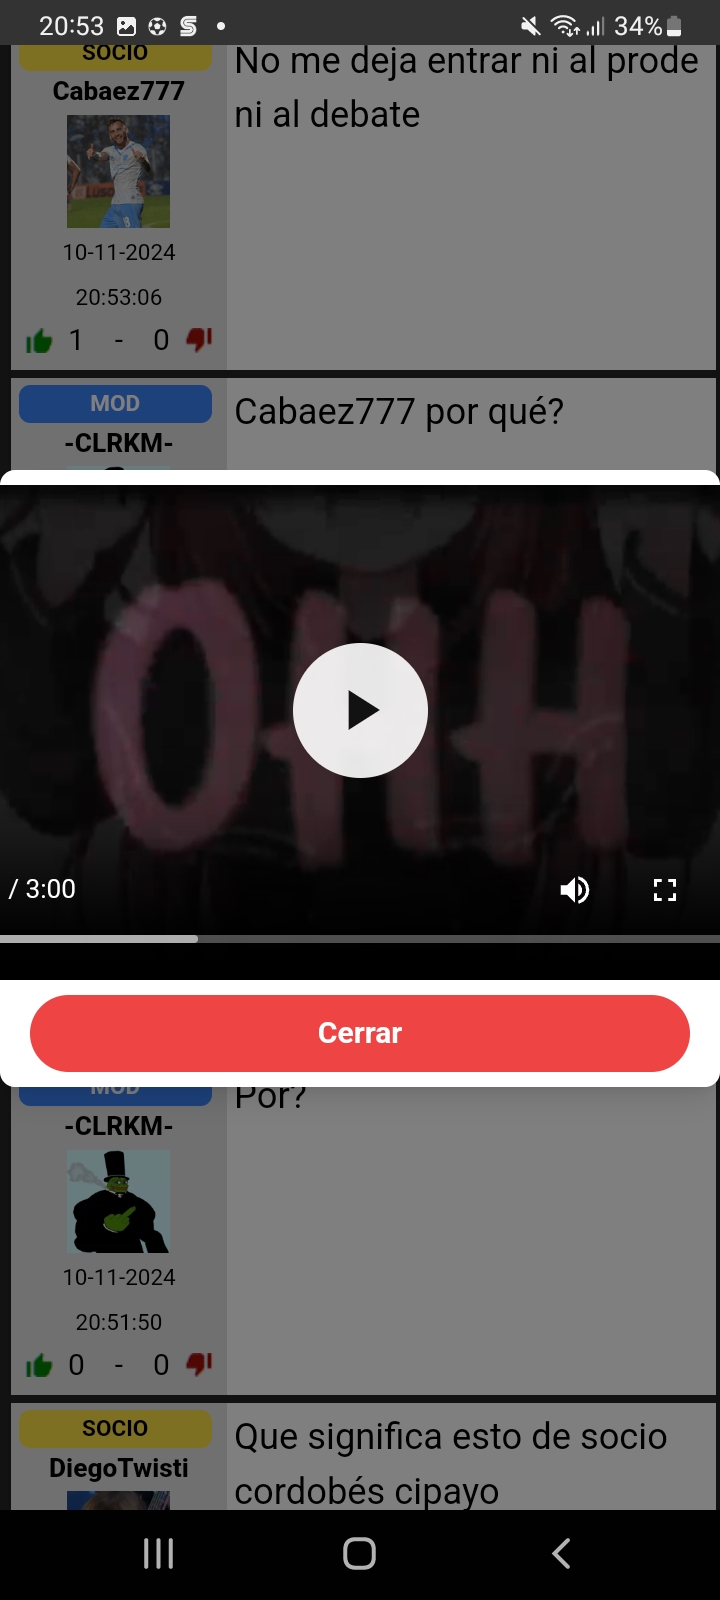 20:53
34%
SOCIO
Cabaez777
10-11-2024
20:53:06
1 - 0
No me deja entrar ni al prode
ni al debate
MOD
-CLRKM-
Cabaez777 por qué?
/ 3:00
Cerrar
MOD
-CLRKM-
10-11-2024
20:51:50
0 - 0
Por?
SOCIO
DiegoTwisti
Que significa esto de socio
cordobés cipayo